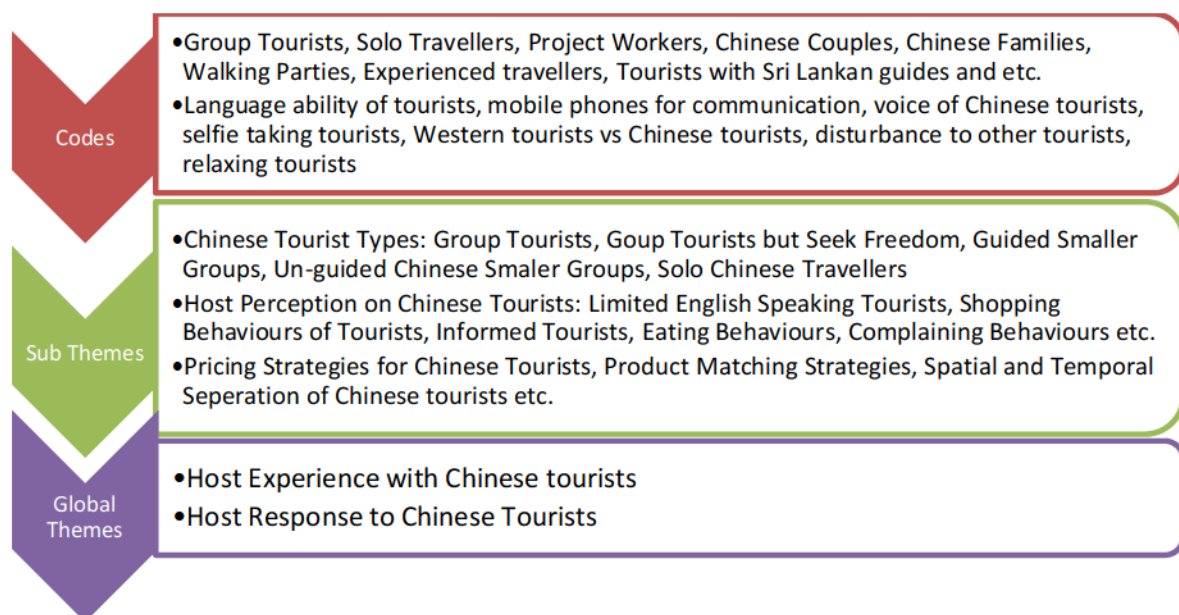 •Group Tourists, Solo Travellers, Project Workers, Chinese Couples, Chinese Families,
Walking Parties, Experienced travellers, Tourists with Sri Lankan guides and etc.
•Language ability of tourists, mobile phones for communication, voice of Chinese tourists,
selfie taking tourists, Western tourists vs Chinese tourists, disturbance to other tourists,
relaxing tourists
Codes
•Chinese Tourist Types: Group Tourists, Goup Tourists but Seek Freedom, Guided Smaller
Groups, Un-guided Chinese Smaler Groups, Solo Chinese Travellers
•Host Perception on Chinese Tourists: Limited English Speaking Tourists, Shopping
Behaviours of Tourists, Informed Tourists, Eating Behaviours, Complaining Behaviours etc.
•Pricing Strategies for Chinese Tourists, Product Matching Strategies, Spatial and Temporal
Seperation of Chinese tourists etc.
Sub Themes
•Host Experience with Chinese tourists
•Host Response to Chinese Tourists
Global
Themes